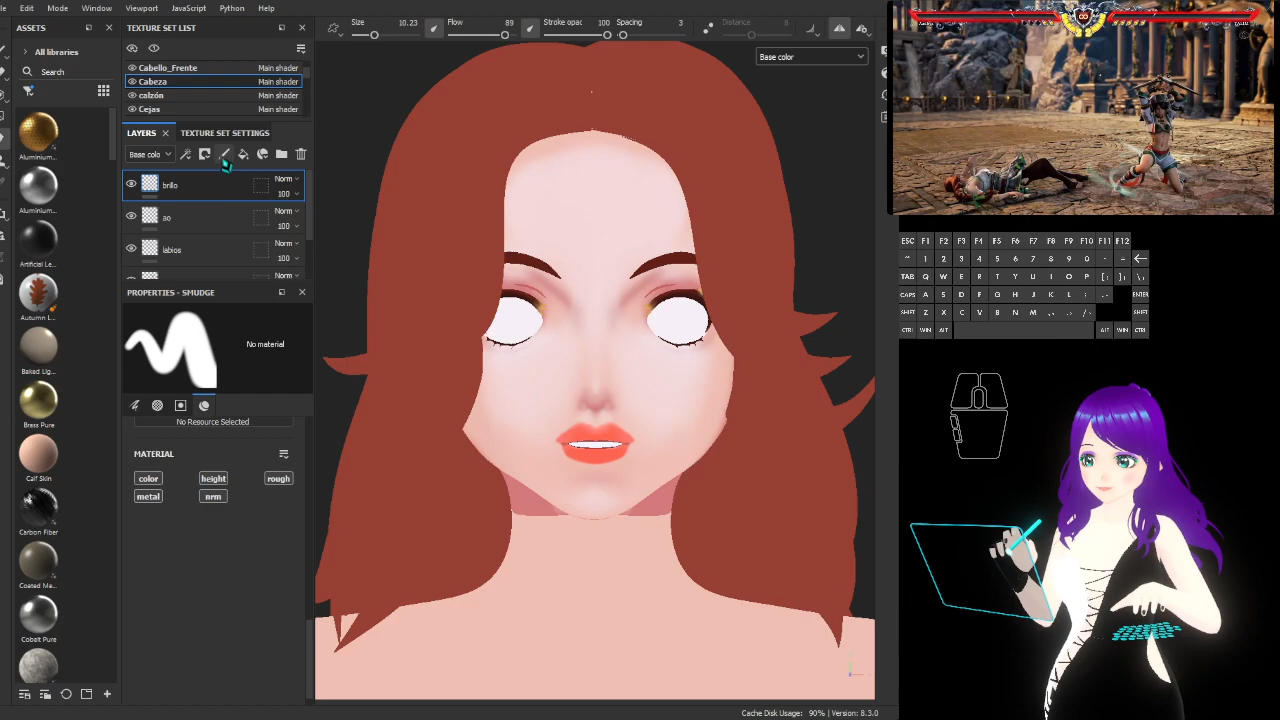 Edit Mode Window Viewport JavaScript Python Help
ASSETS
All libraries
Search
Aluminium...
Aluminium...
Artificial Le...
Autumn L...
Baked Lig...
Brass Pure
Calf Skin
Carbon Fiber
Coated Ma...
Cobalt Pure
TEXTURE SET LIST
Cabello_Frente Main shader
Cabeza Main shader
calzón Main shader
Cejas Main shader
LAYERS TEXTURE SET SETTINGS
Base colo
brillo Norm
100
ao Norm
100
labios Norm
100
Norm
PROPERTIES - SMUDGE
No material
No Resource Selected
MATERIAL
color height rough
metal nrm
Size 10.23 Flow 89 Stroke opac 100 Spacing 3 Distance 8
Base color
Cache Disk Usage: 90% | Version: 8.3.0
ESC F1 F2 F3 F4 F5 F6 F7 F8 F9 F10 F11 F12
1 2 3 4 5 6 7 8 9 0 - =
TAB Q W E R T Y U I O P
CAPS A S D F G H J K L ENTER
SHIFT Z X C V B N M SHIFT
CTRL WIN ALT ALT WIN CTRL